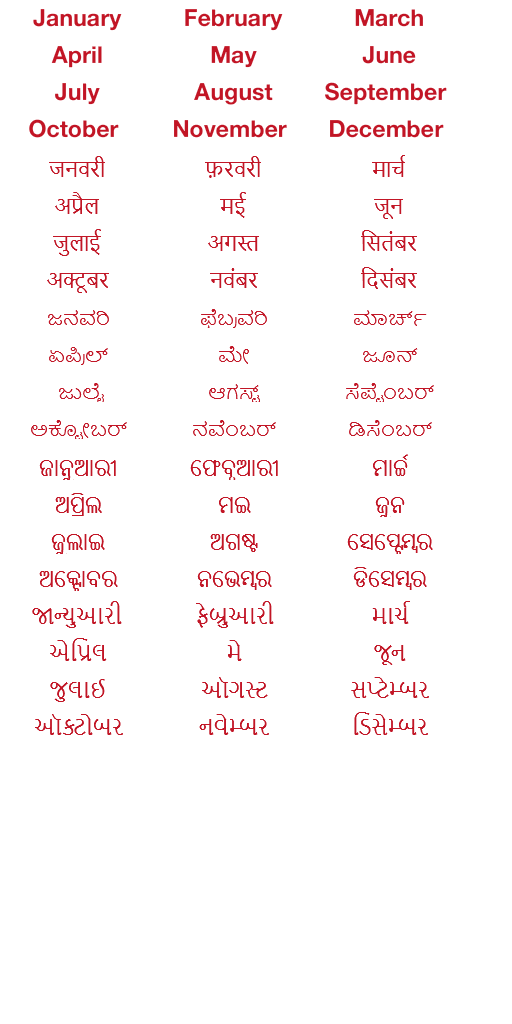 January February March
April May June
July August September
October November December
जनवरी फ़रवरी मार्च
अप्रैल मई जून
जुलाई अगस्त सितंबर
अक्टूबर नवंबर दिसंबर
ಜನವರಿ ಫೆಬ್ರವರಿ ಮಾರ್ಚ್
ಏಪ್ರಿಲ್ ಮೇ ಜೂನ್
ಜುಲೈ ಆಗಸ್ಟ್ ಸೆಪ್ಟೆಂಬರ್
ಅಕ್ಟೋಬರ್ ನವೆಂಬರ್ ಡಿಸೆಂಬರ್
ଜାନୁଆରୀ ଫେବୃଆରୀ ମାର୍ଚ୍ଚ
ଅପ୍ରିଲ ମଇ ଜୁନ
ଜୁଲାଇ ଅଗଷ୍ଟ ସେପ୍ଟେମ୍ବର
ଅକ୍ଟୋବର ନଭେମ୍ବର ଡିସେମ୍ବର
જાન્યુઆરી ફેબ્રુઆરી માર્ચ
એપ્રિલ મે જૂન
જુલાઈ ઑગસ્ટ સપ્ટેમ્બર
ઑક્ટોબર નવેમ્બર ડિસેમ્બર